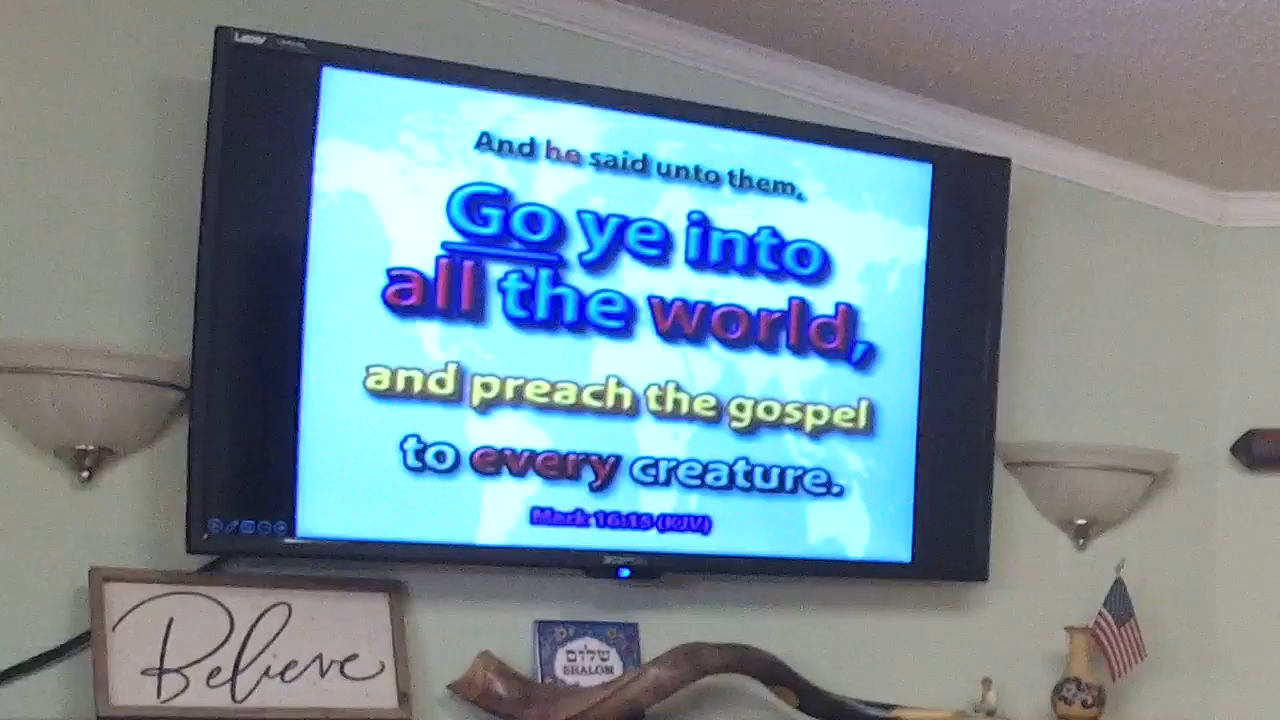 And he said unto them,
Go ye into
all the world,
and preach the gospel
to every creature.
Mark 16:15 (KJV)
Believe
שלום
SHALOM